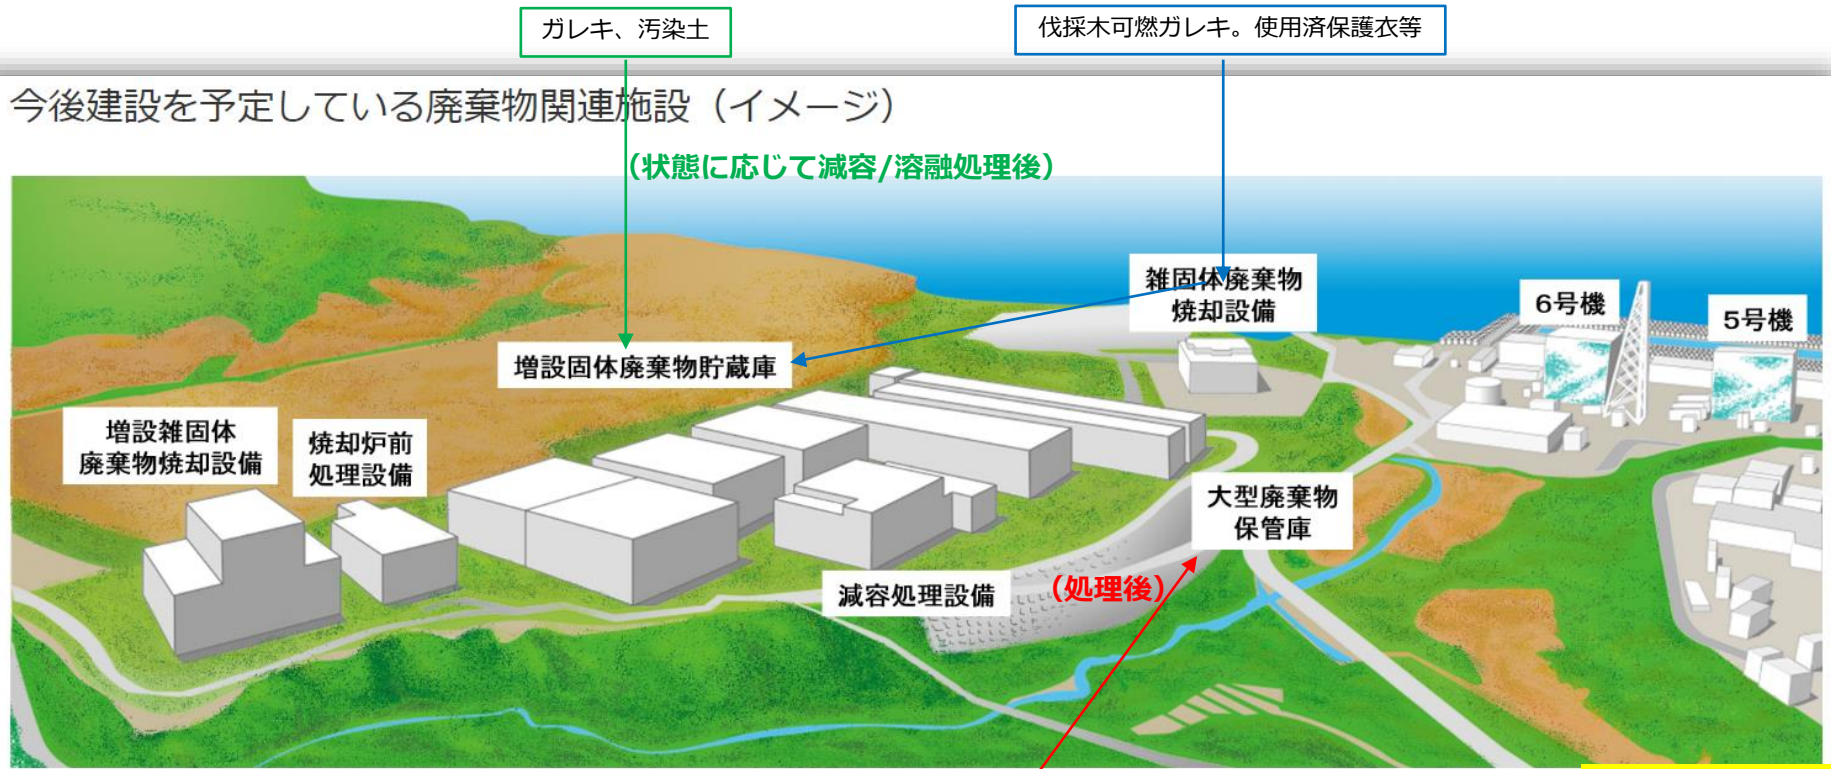 ガレキ、汚染土
伐採木可燃ガレキ。使用済保護衣等
今後建設を予定している廃棄物関連施設（イメージ）
（状態に応じて減容/溶融処理後）
雑固体廃棄物
焼却設備
6号機
5号機
増設固体廃棄物貯蔵庫
増設雑固体
廃棄物焼却設備
焼却炉前
処理設備
大型廃棄物
保管庫
減容処理設備
（処理後）